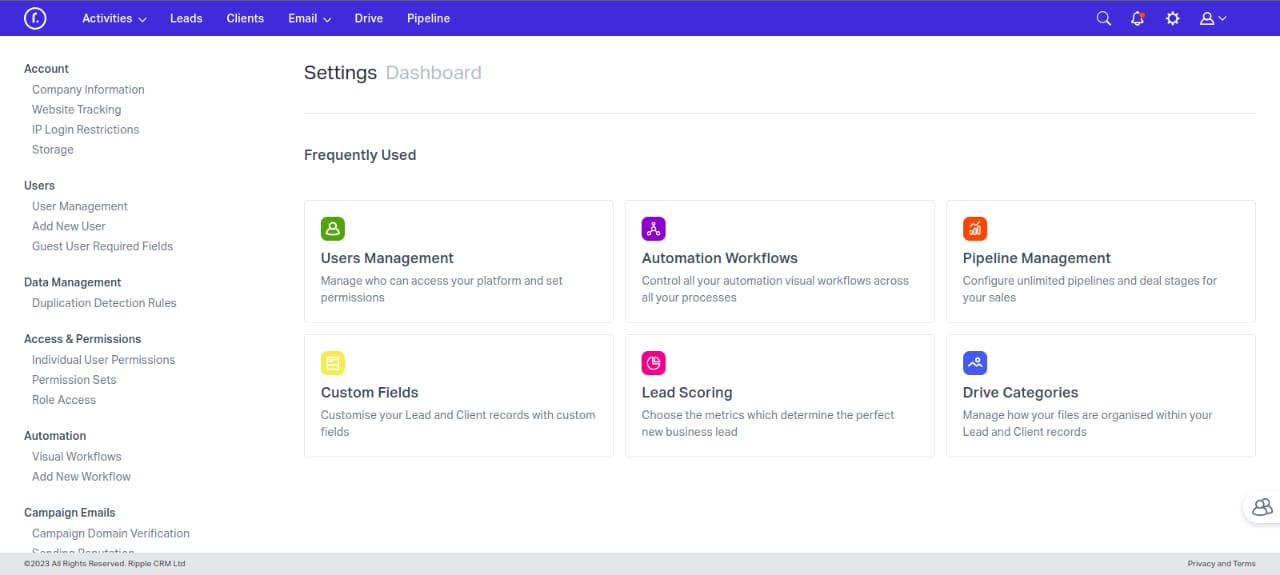 r.
Activities
Leads
Clients
Email
Drive
Pipeline
Account
Company Information
Website Tracking
IP Login Restrictions
Storage
Users
User Management
Add New User
Guest User Required Fields
Data Management
Duplication Detection Rules
Access & Permissions
Individual User Permissions
Permission Sets
Role Access
Automation
Visual Workflows
Add New Workflow
Campaign Emails
Campaign Domain Verification
Sending Reputation
Settings Dashboard
Frequently Used
Users Management
Manage who can access your platform and set
permissions
Automation Workflows
Control all your automation visual workflows across
all your processes
Pipeline Management
Configure unlimited pipelines and deal stages for
your sales
Custom Fields
Customise your Lead and Client records with custom
fields
Lead Scoring
Choose the metrics which determine the perfect
new business lead
Drive Categories
Manage how your files are organised within your
Lead and Client records
©2023 All Rights Reserved. Ripple CRM Ltd
Privacy and Terms